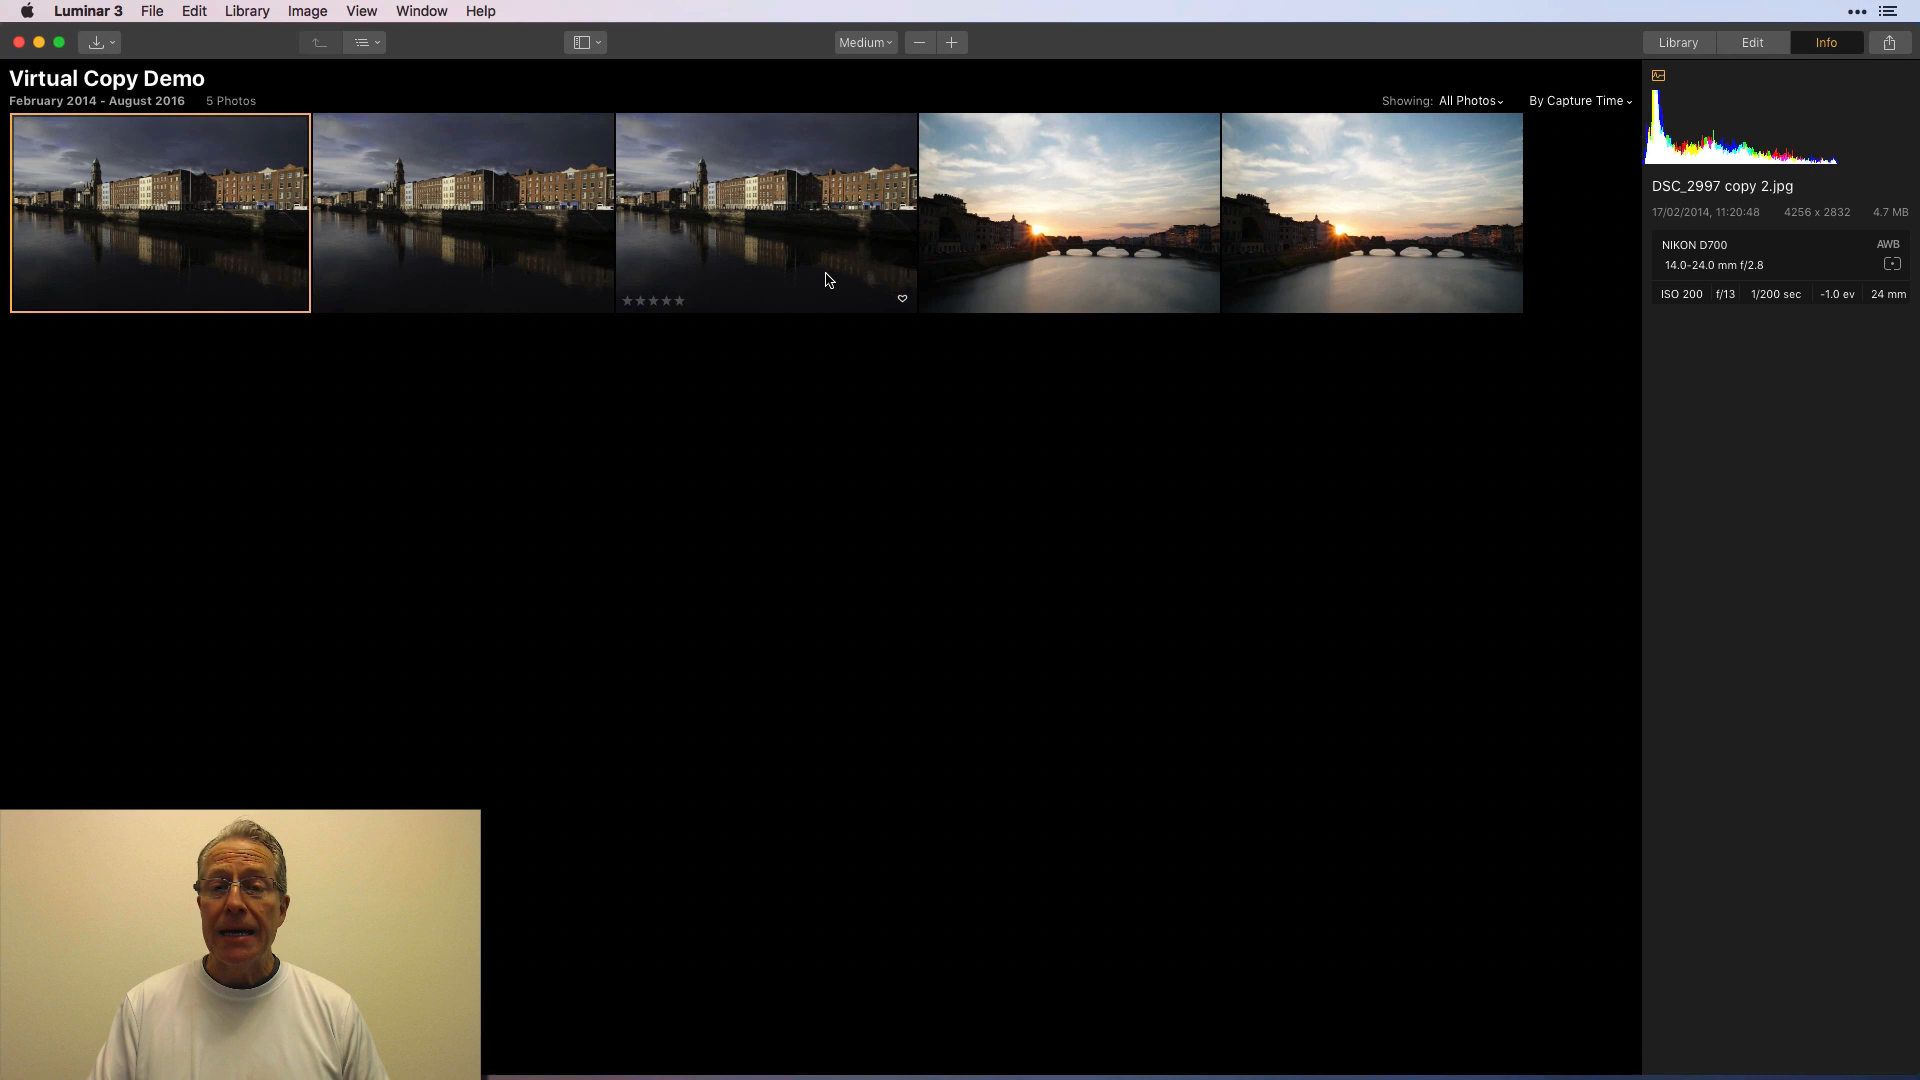 Luminar 3 File Edit Library Image View Window Help
Medium
Library Edit Info
Virtual Copy Demo
February 2014 - August 2016 5 Photos
Showing: All Photos By Capture Time
DSC_2997 copy 2.jpg
17/02/2014, 11:20:48 4256 x 2832 4.7 MB
NIKON D700 AWB
14.0-24.0 mm f/2.8
ISO 200 f/13 1/200 sec -1.0 ev 24 mm